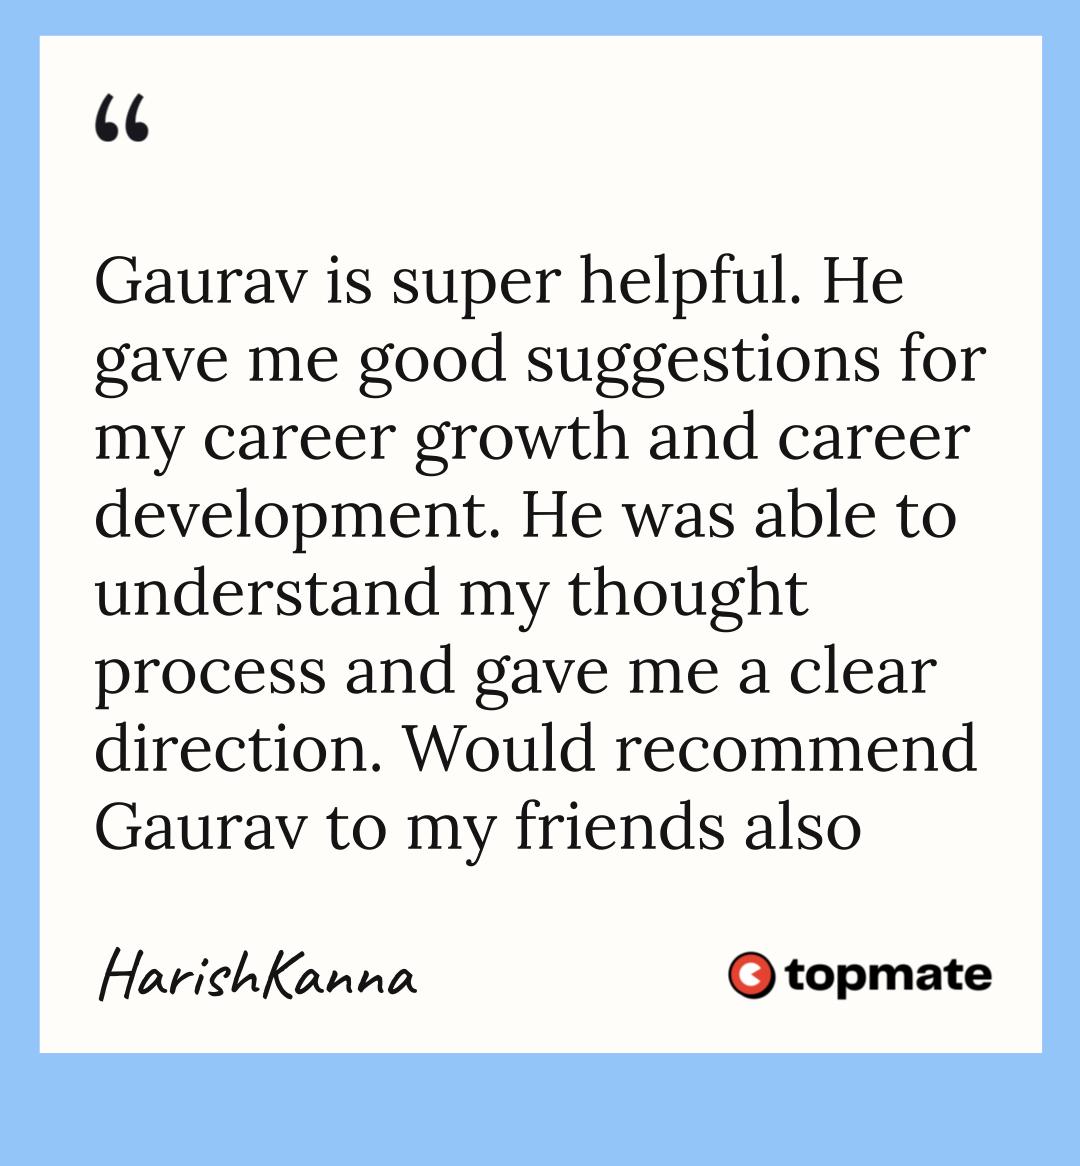 “
Gaurav is super helpful. He
gave me good suggestions for
my career growth and career
development. He was able to
understand my thought
process and gave me a clear
direction. Would recommend
Gaurav to my friends also
HarishKanna
topmate